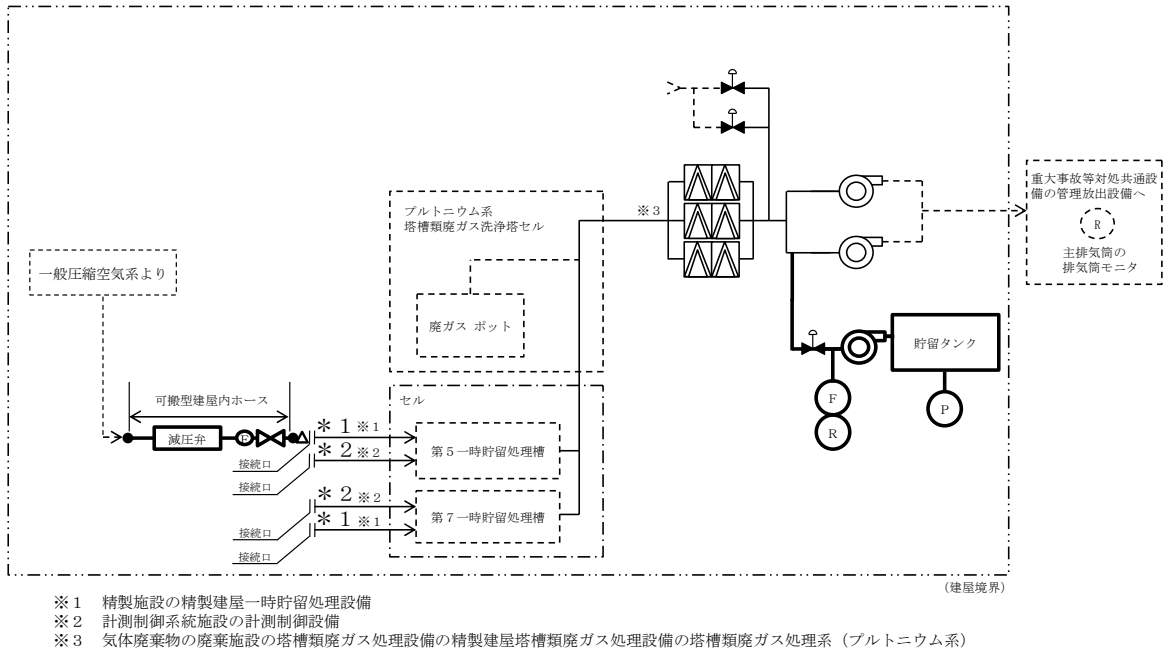 重大事故等対処共通設
備の管理放出設備へ
R
主排気筒の
排気筒モニタ
プルトニウム系
塔槽類廃ガス洗浄塔セル
※3
一般圧縮空気系より
廃ガス ポット
貯留タンク
F
R
P
可搬型建屋内ホース
セル
減圧弁
F
*1 ※1
*2 ※2
接続口
接続口
第5一時貯留処理槽
*2 ※2
*1 ※1
接続口
接続口
第7一時貯留処理槽
(建屋境界)
※1 精製施設の精製建屋一時貯留処理設備
※2 計測制御系統施設の計測制御設備
※3 気体廃棄物の廃棄施設の塔槽類廃ガス処理設備の精製建屋塔槽類廃ガス処理設備の塔槽類廃ガス処理系(プルトニウム系)